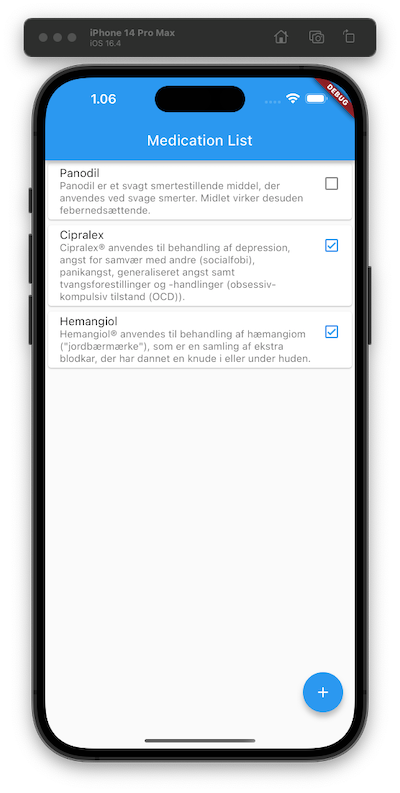 iPhone 14 Pro Max
iOS 16.4
1.06
DEBUG
Medication List
Panodil
Panodil er et svagt smertestillende middel, der
anvendes ved svage smerter. Midlet virker desuden
febernedsættende.
Cipralex
Cipralex® anvendes til behandling af depression,
angst for samvær med andre (socialfobi),
panikangst, generaliseret angst samt
tvangsforestillinger og -handlinger (obsessiv-
kompulsiv tilstand (OCD)).
Hemangiol
Hemangiol® anvendes til behandling af hæmangiom
("jordbærmærke"), som er en samling af ekstra
blodkar, der har dannet en knude i eller under huden.